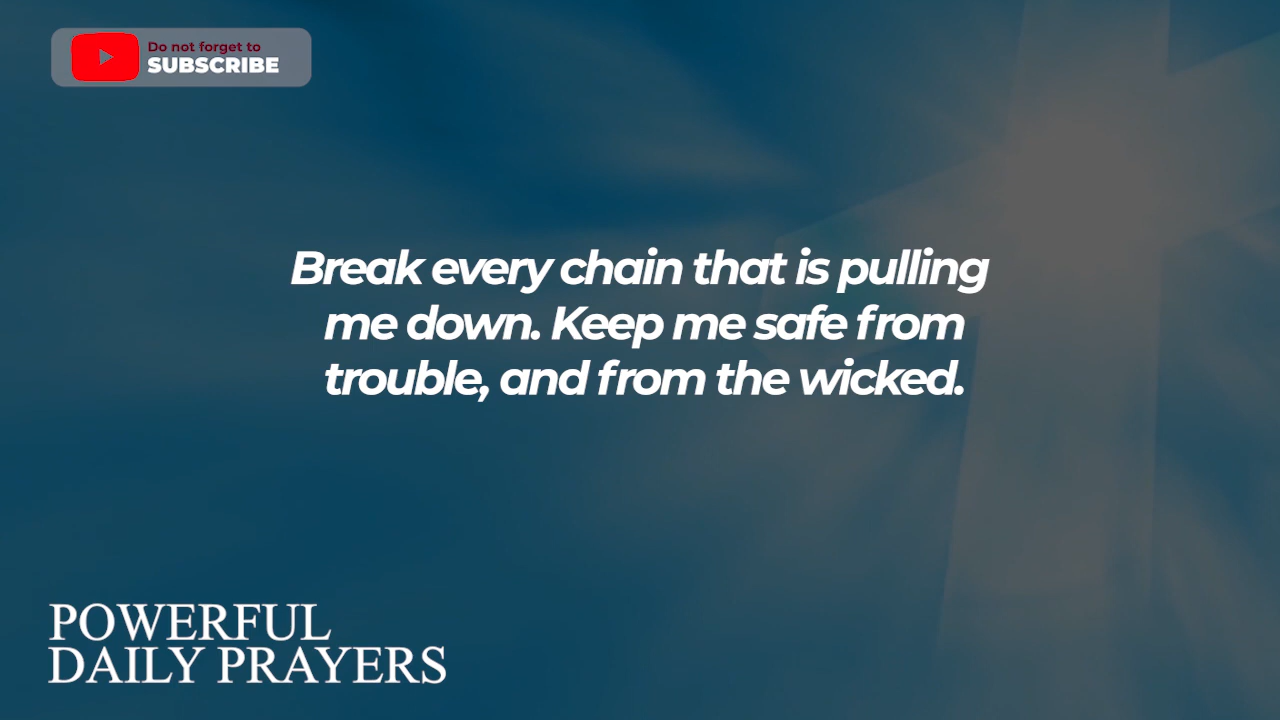 Do not forget to
SUBSCRIBE
Break every chain that is pulling
me down. Keep me safe from
trouble, and from the wicked.
POWERFUL
DAILY PRAYERS